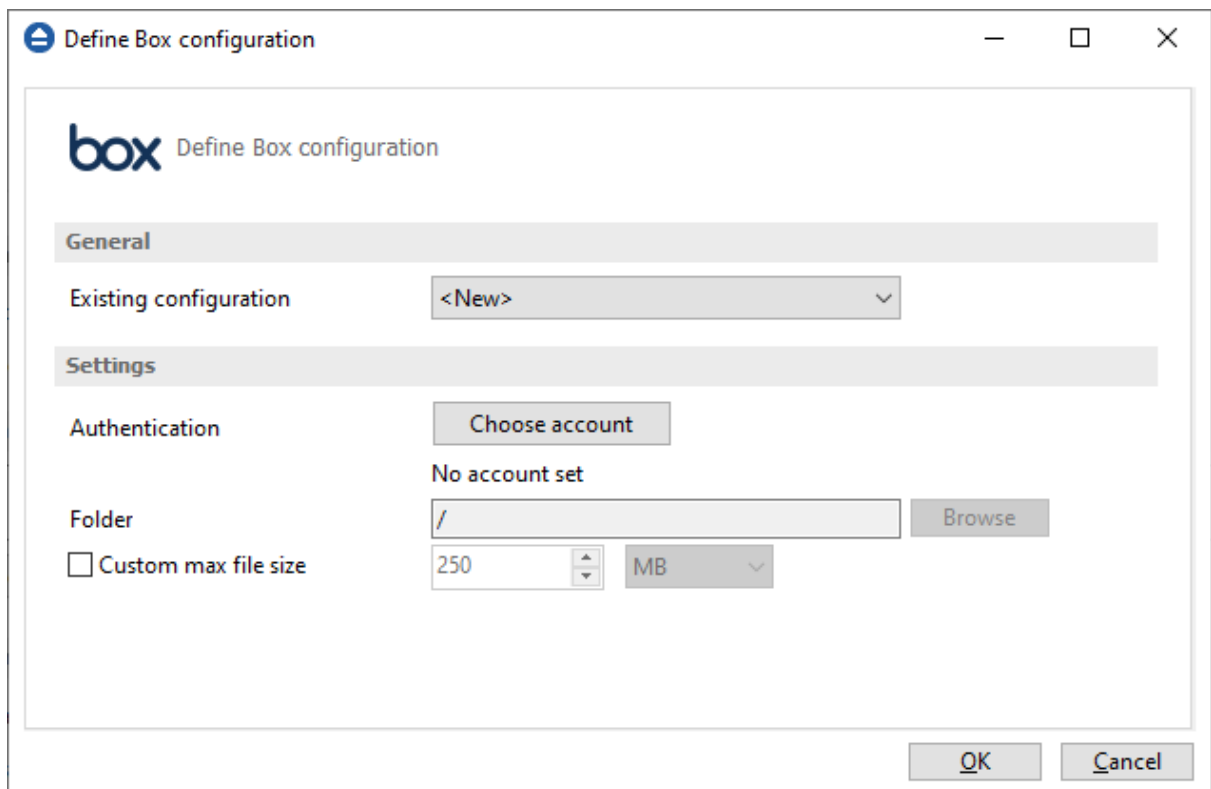 Define Box configuration
box Define Box configuration
General
Existing configuration <New>
Settings
Authentication Choose account
No account set
Folder / Browse
Custom max file size 250 MB
OK Cancel